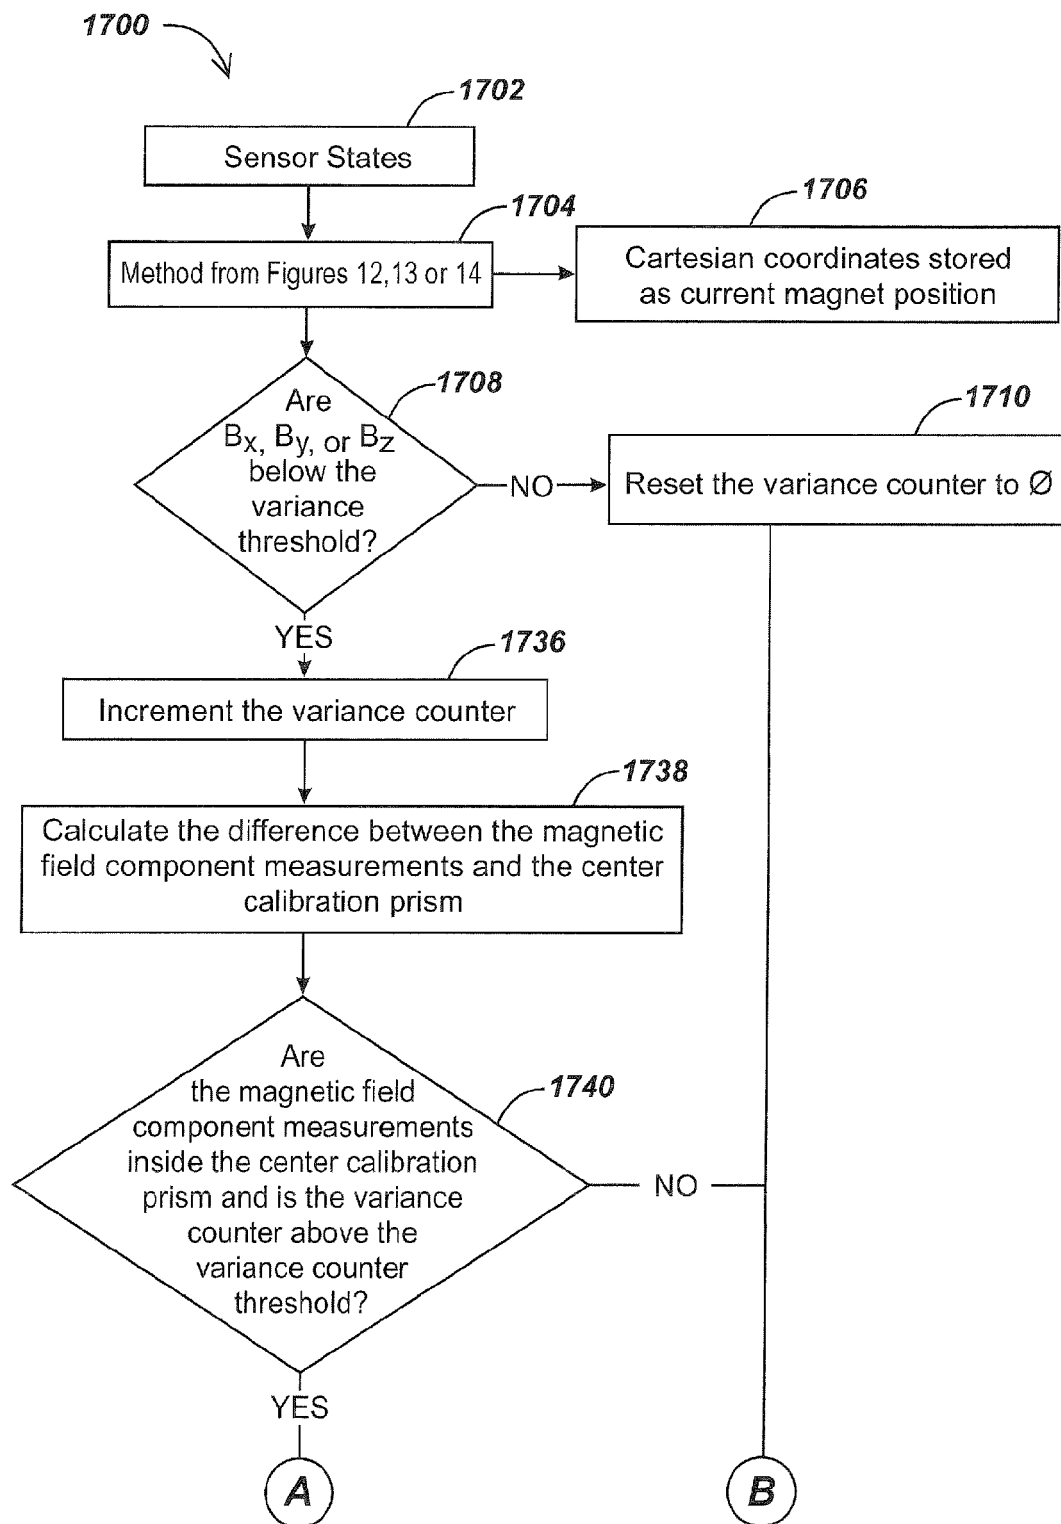 1700
1702
Sensor States
1704
Method from Figures 12,13 or 14
1706
Cartesian coordinates stored
as current magnet position
1708
Are
Bx, By, or Bz
below the
variance
threshold?
NO
1710
Reset the variance counter to Ø
YES
1736
Increment the variance counter
1738
Calculate the difference between the magnetic
field component measurements and the center
calibration prism
1740
Are
the magnetic field
component measurements
inside the center calibration
prism and is the variance
counter above the
variance counter
threshold?
NO
YES
A
B